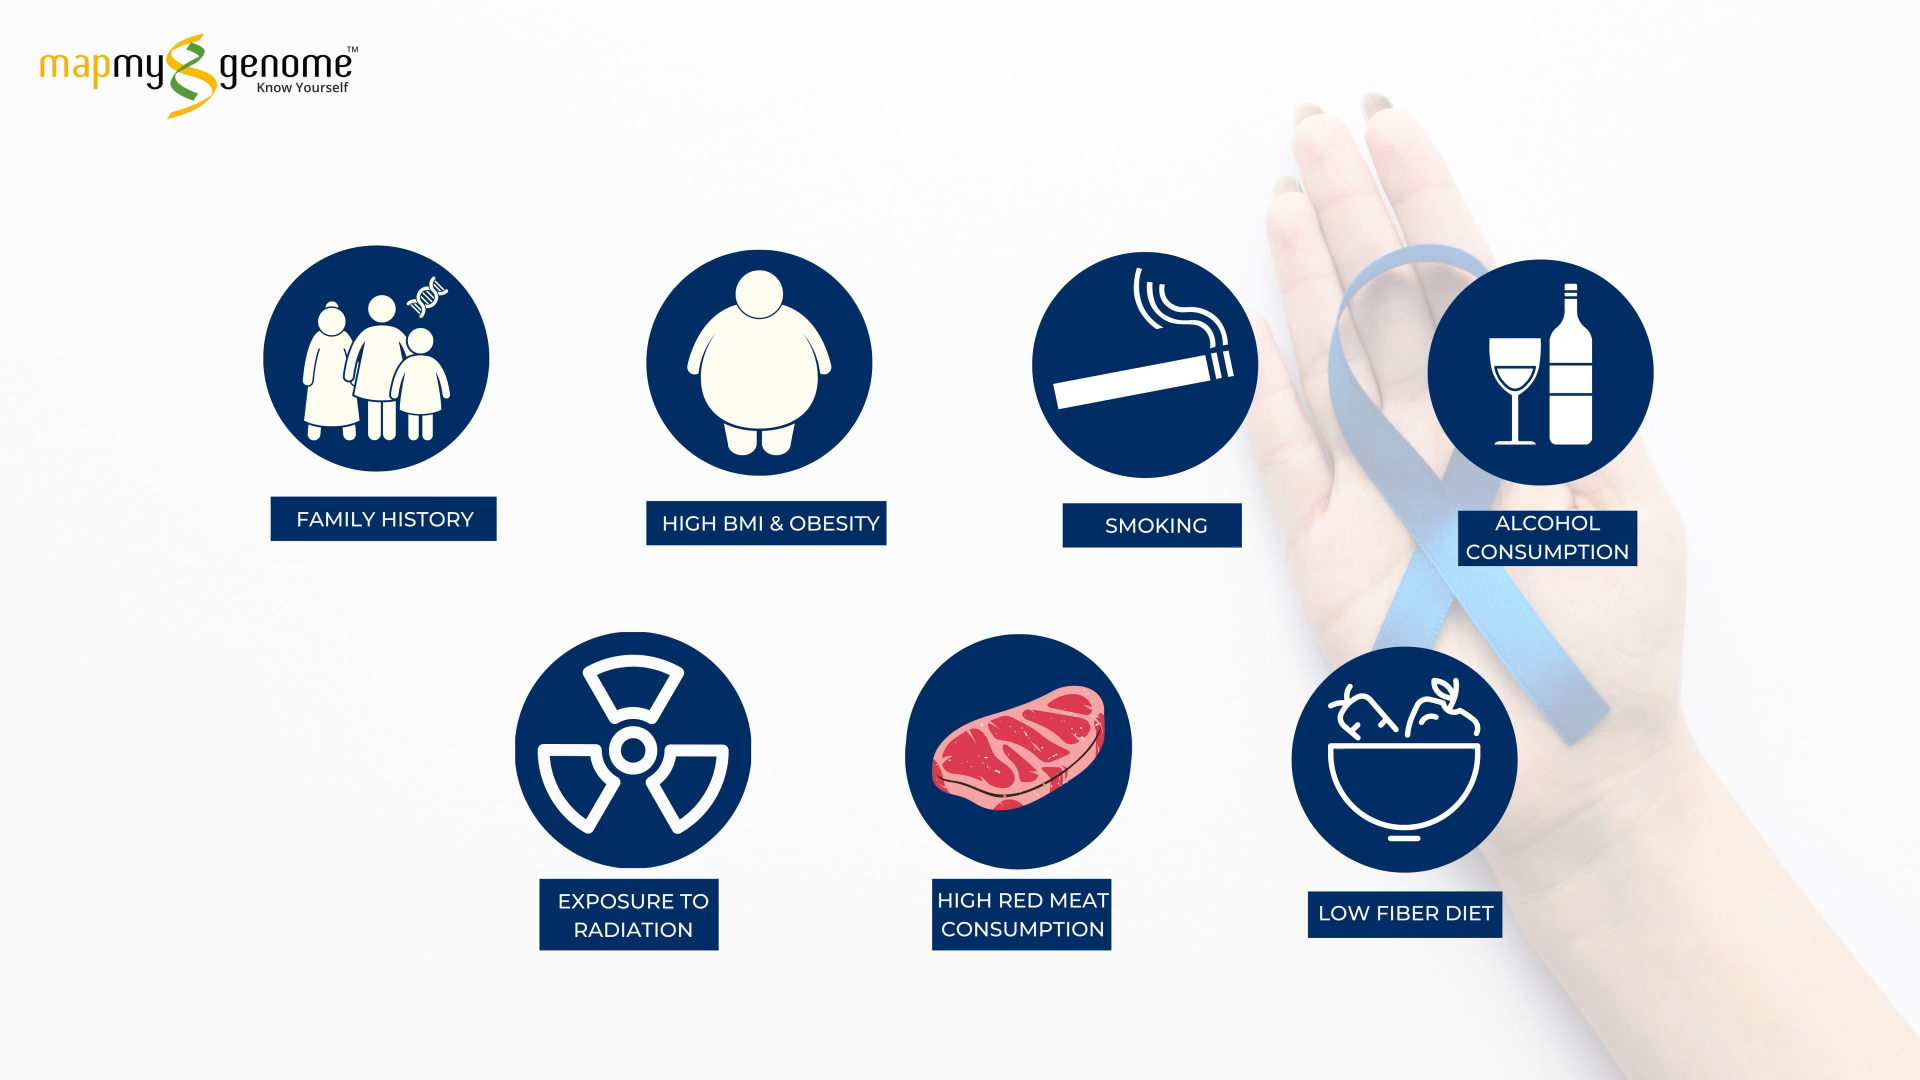 mapmygenome™
Know Yourself
FAMILY HISTORY
HIGH BMI & OBESITY
SMOKING
ALCOHOL
CONSUMPTION
EXPOSURE TO
RADIATION
HIGH RED MEAT
CONSUMPTION
LOW FIBER DIET